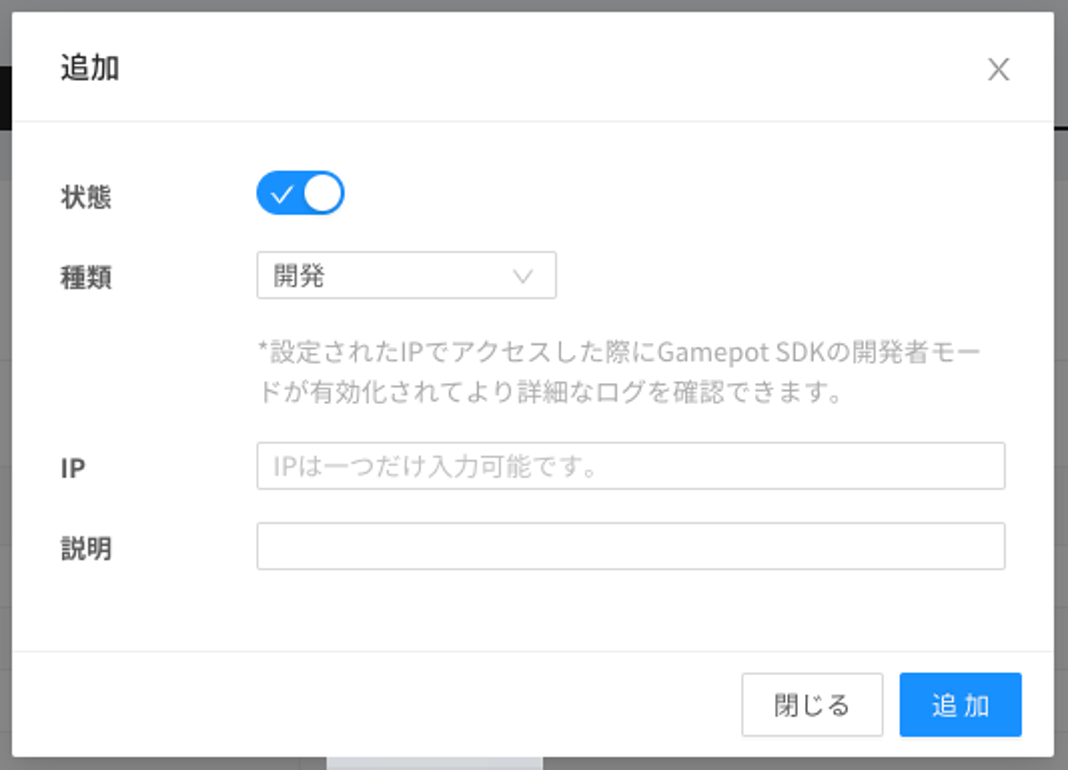 追加
状態
種類
開発
*設定されたIPでアクセスした際にGamepot SDKの開発者モー
ドが有効化されてより詳細なログを確認できます。
IP
IPは一つだけ入力可能です。
説明
閉じる
追 加